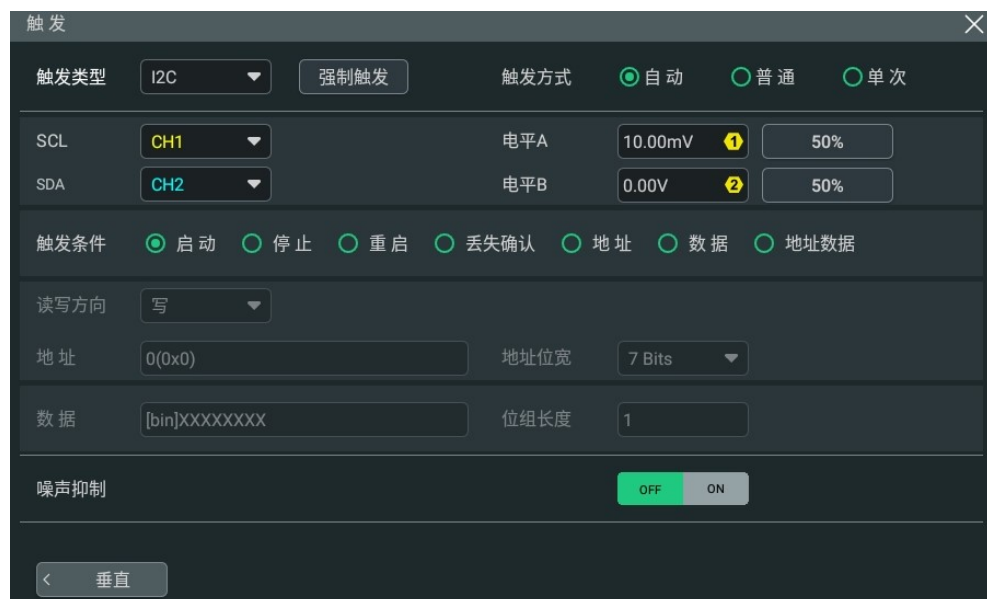 触发
触发类型 I2C 强制触发 触发方式 自动 普通 单次
SCL CH1 电平A 10.00mV 1 50%
SDA CH2 电平B 0.00V 2 50%
触发条件 启动 停止 重启 丢失确认 地址 数据 地址数据
读写方向 写
地址 0(0x0) 地址位宽 7 Bits
数据 [bin]XXXXXXXX 位组长度 1
噪声抑制 OFF ON
垂直